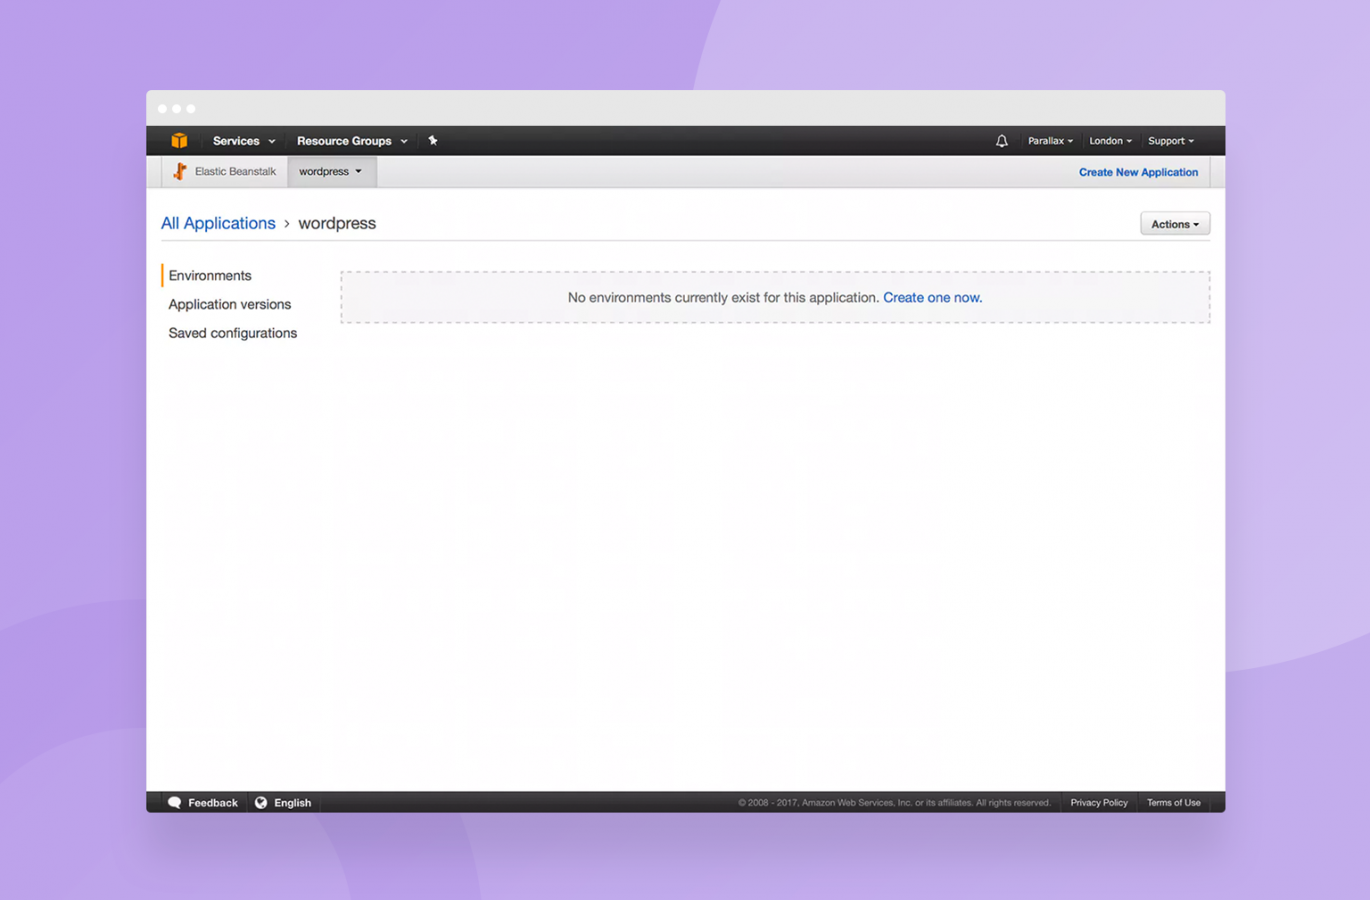 Services Resource Groups Parallax London Support
Elastic Beanstalk wordpress Create New Application
All Applications › wordpress Actions
Environments
No environments currently exist for this application. Create one now.
Application versions
Saved configurations
Feedback English © 2008 - 2017, Amazon Web Services, Inc. or its affiliates. All rights reserved. Privacy Policy Terms of Use